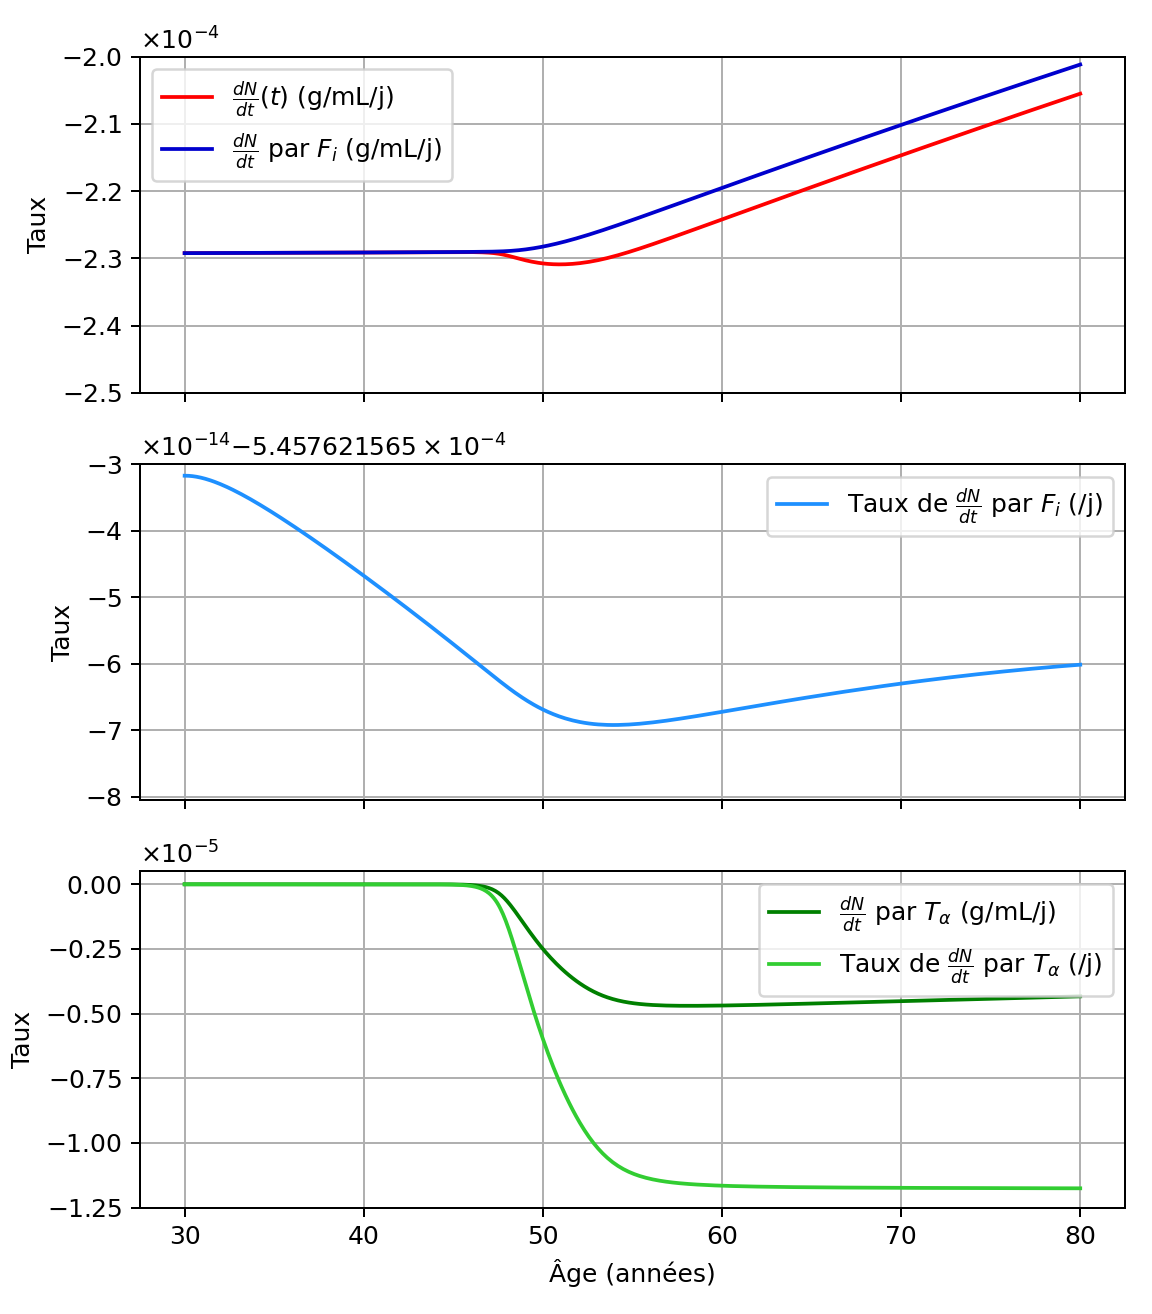 ×10⁻⁴
−2.0
−2.1
−2.2
−2.3
−2.4
−2.5
Taux
dN/dt(t) (g/mL/j)
dN/dt par Fᵢ (g/mL/j)
×10⁻¹⁴−5.457621565 × 10⁻⁴
−3
−4
−5
−6
−7
−8
Taux
Taux de dN/dt par Fᵢ (/j)
×10⁻⁵
0.00
−0.25
−0.50
−0.75
−1.00
−1.25
Taux
dN/dt par T_α (g/mL/j)
Taux de dN/dt par T_α (/j)
30 40 50 60 70 80
Âge (années)